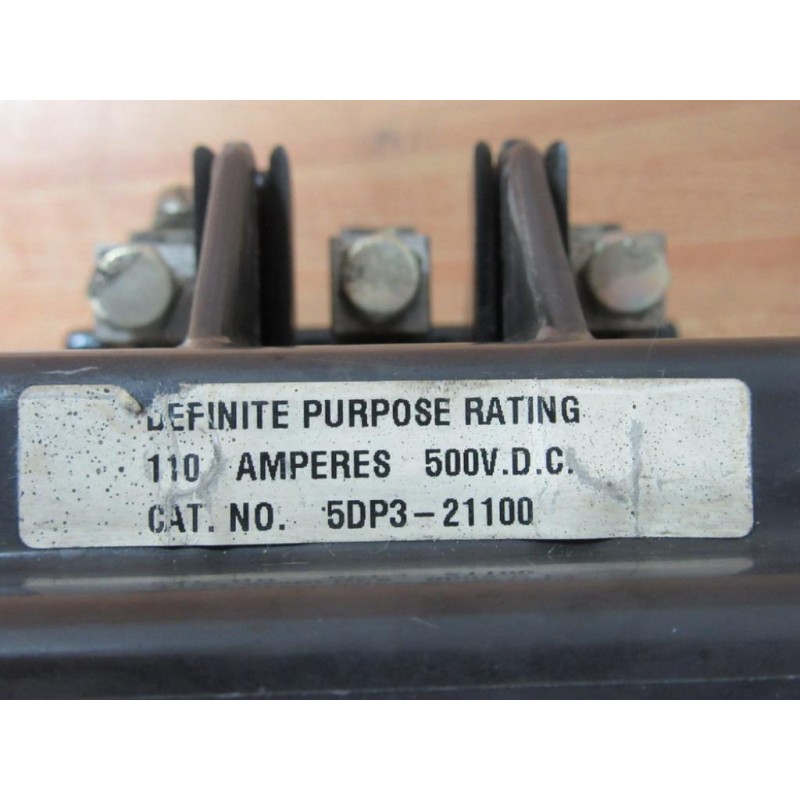 DEFINITE PURPOSE RATING
110 AMPERES 500V.D.C.
CAT. NO. 5DP3-21100